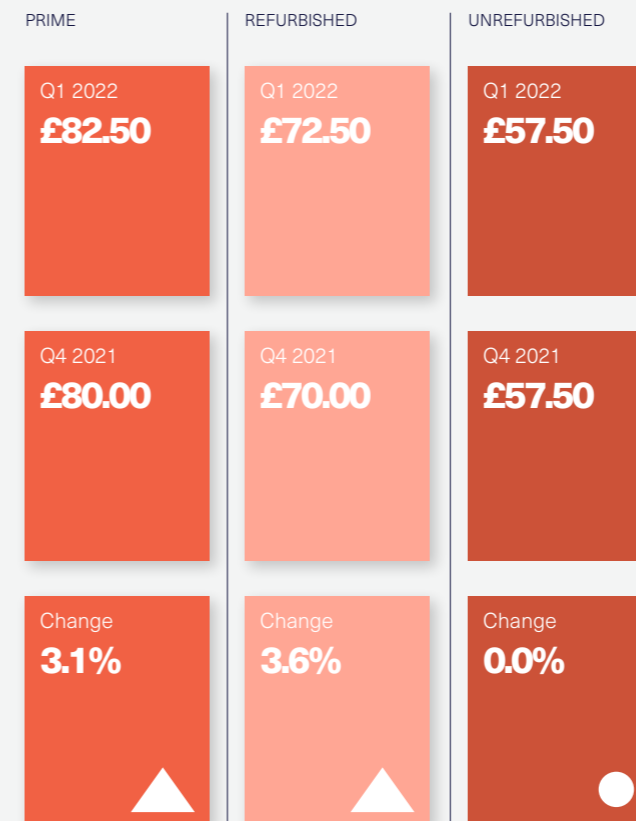 PRIME
REFURBISHED
UNREFURBISHED
Q1 2022
£82.50
Q1 2022
£72.50
Q1 2022
£57.50
Q4 2021
£80.00
Q4 2021
£70.00
Q4 2021
£57.50
Change
3.1%
Change
3.6%
Change
0.0%